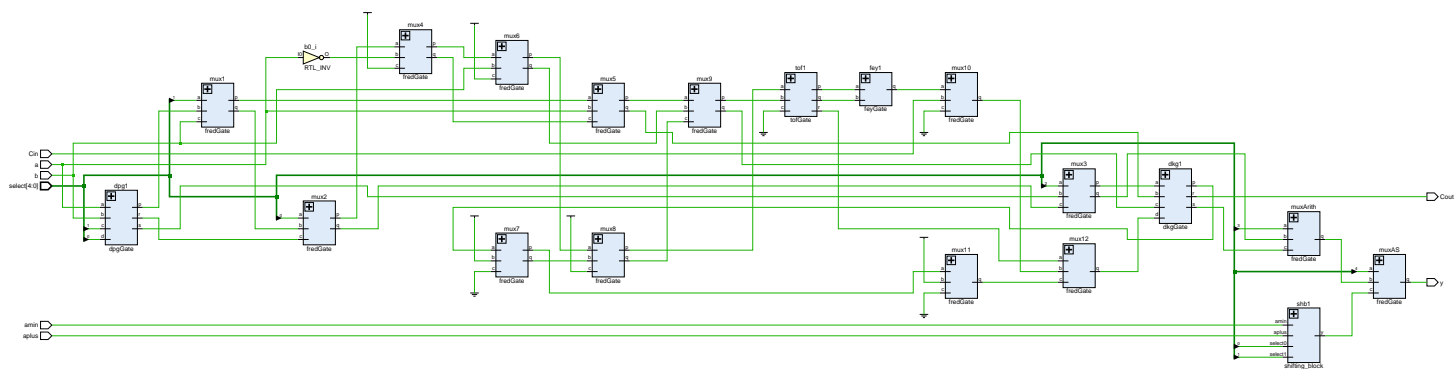 mux4
a
b
c
p
q
fredGate
mux6
a
b
c
p
q
fredGate
b0_i
I0
O
RTL_INV
mux1
a
b
c
p
q
fredGate
mux5
a
b
c
p
q
fredGate
mux9
a
b
c
p
q
fredGate
tof1
a
b
c
p
q
r
tofGate
fey1
a
b
p
q
feyGate
mux10
a
b
c
q
fredGate
Cin
a
b
select[4:0]
dpg1
a
b
c
d
p
r
s
dpgGate
mux2
a
b
c
p
q
fredGate
mux3
a
b
c
p
q
fredGate
dkg1
a
b
c
d
p
r
s
dkgGate
Cout
mux7
a
b
c
p
q
fredGate
mux8
a
b
c
p
q
fredGate
mux11
a
b
c
q
fredGate
mux12
a
b
c
q
fredGate
muxArith
a
b
c
q
fredGate
muxAS
a
b
c
q
fredGate
y
amin
aplus
shb1
amin
aplus
select0
select1
y
shifting_block